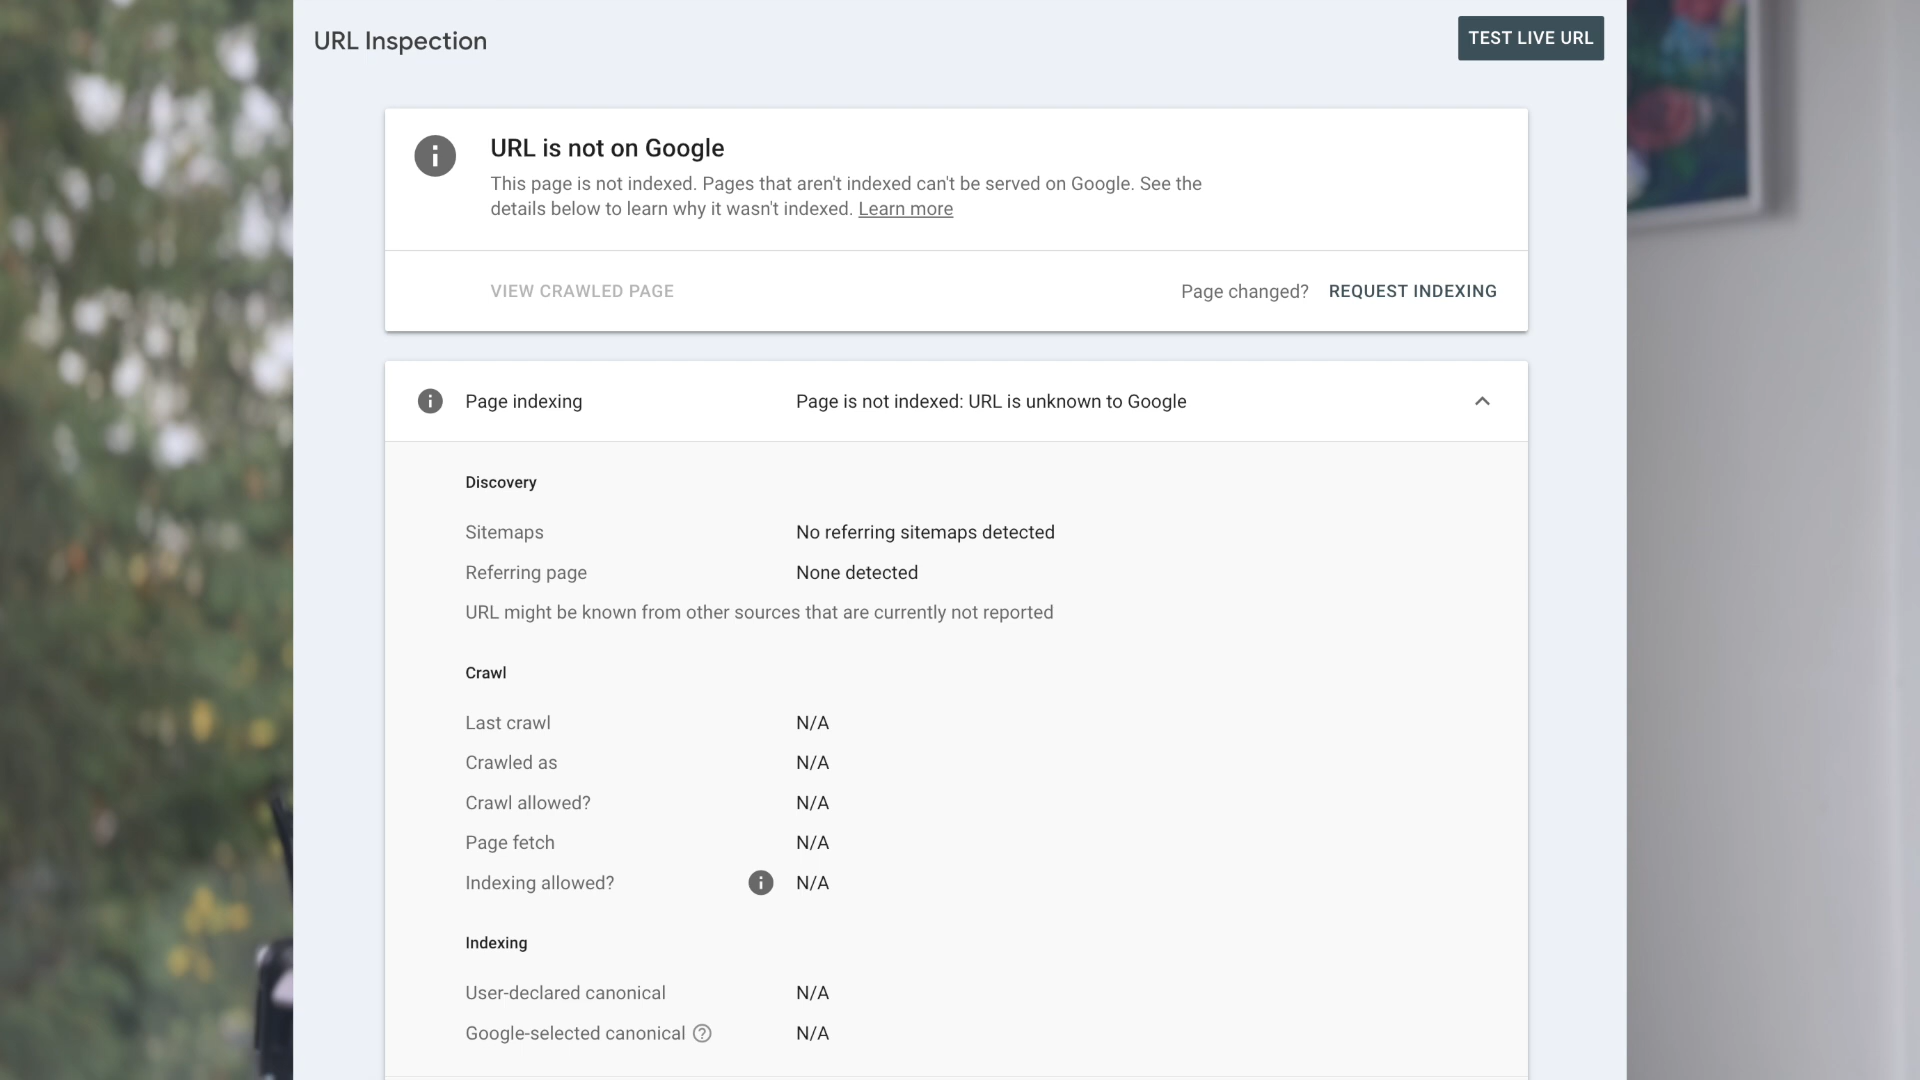 URL Inspection
TEST LIVE URL
URL is not on Google
This page is not indexed. Pages that aren't indexed can't be served on Google. See the
details below to learn why it wasn't indexed. Learn more
VIEW CRAWLED PAGE
Page changed? REQUEST INDEXING
Page indexing
Page is not indexed: URL is unknown to Google
Discovery
Sitemaps No referring sitemaps detected
Referring page None detected
URL might be known from other sources that are currently not reported
Crawl
Last crawl N/A
Crawled as N/A
Crawl allowed? N/A
Page fetch N/A
Indexing allowed? N/A
Indexing
User-declared canonical N/A
Google-selected canonical N/A